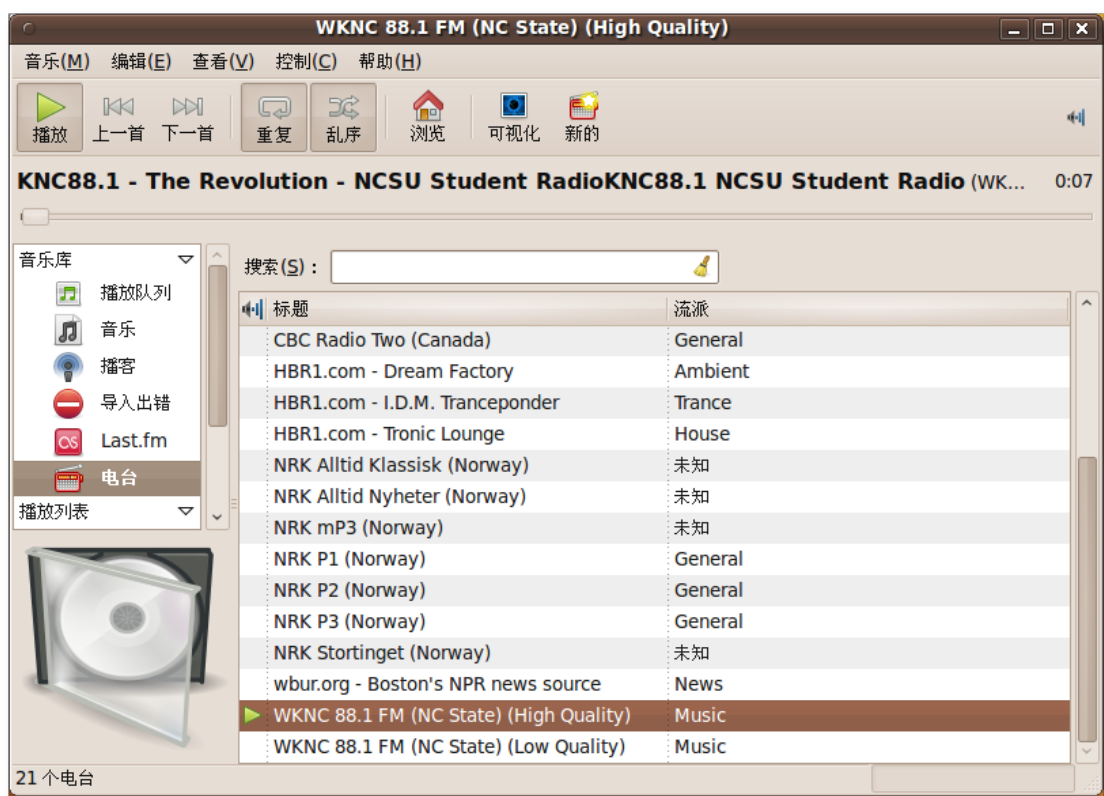 WKNC 88.1 FM (NC State) (High Quality)
音乐(M) 编辑(E) 查看(V) 控制(C) 帮助(H)
播放 上一首 下一首 重复 乱序 浏览 可视化 新的
KNC88.1 - The Revolution - NCSU Student RadioKNC88.1 NCSU Student Radio (WK... 0:07
音乐库
播放队列
音乐
播客
导入出错
Last.fm
电台
播放列表
搜索(S)：
标题 流派
CBC Radio Two (Canada) General
HBR1.com - Dream Factory Ambient
HBR1.com - I.D.M. Tranceponder Trance
HBR1.com - Tronic Lounge House
NRK Alltid Klassisk (Norway) 未知
NRK Alltid Nyheter (Norway) 未知
NRK mP3 (Norway) 未知
NRK P1 (Norway) General
NRK P2 (Norway) General
NRK P3 (Norway) General
NRK Stortinget (Norway) 未知
wbur.org - Boston's NPR news source News
WKNC 88.1 FM (NC State) (High Quality) Music
WKNC 88.1 FM (NC State) (Low Quality) Music
21 个电台